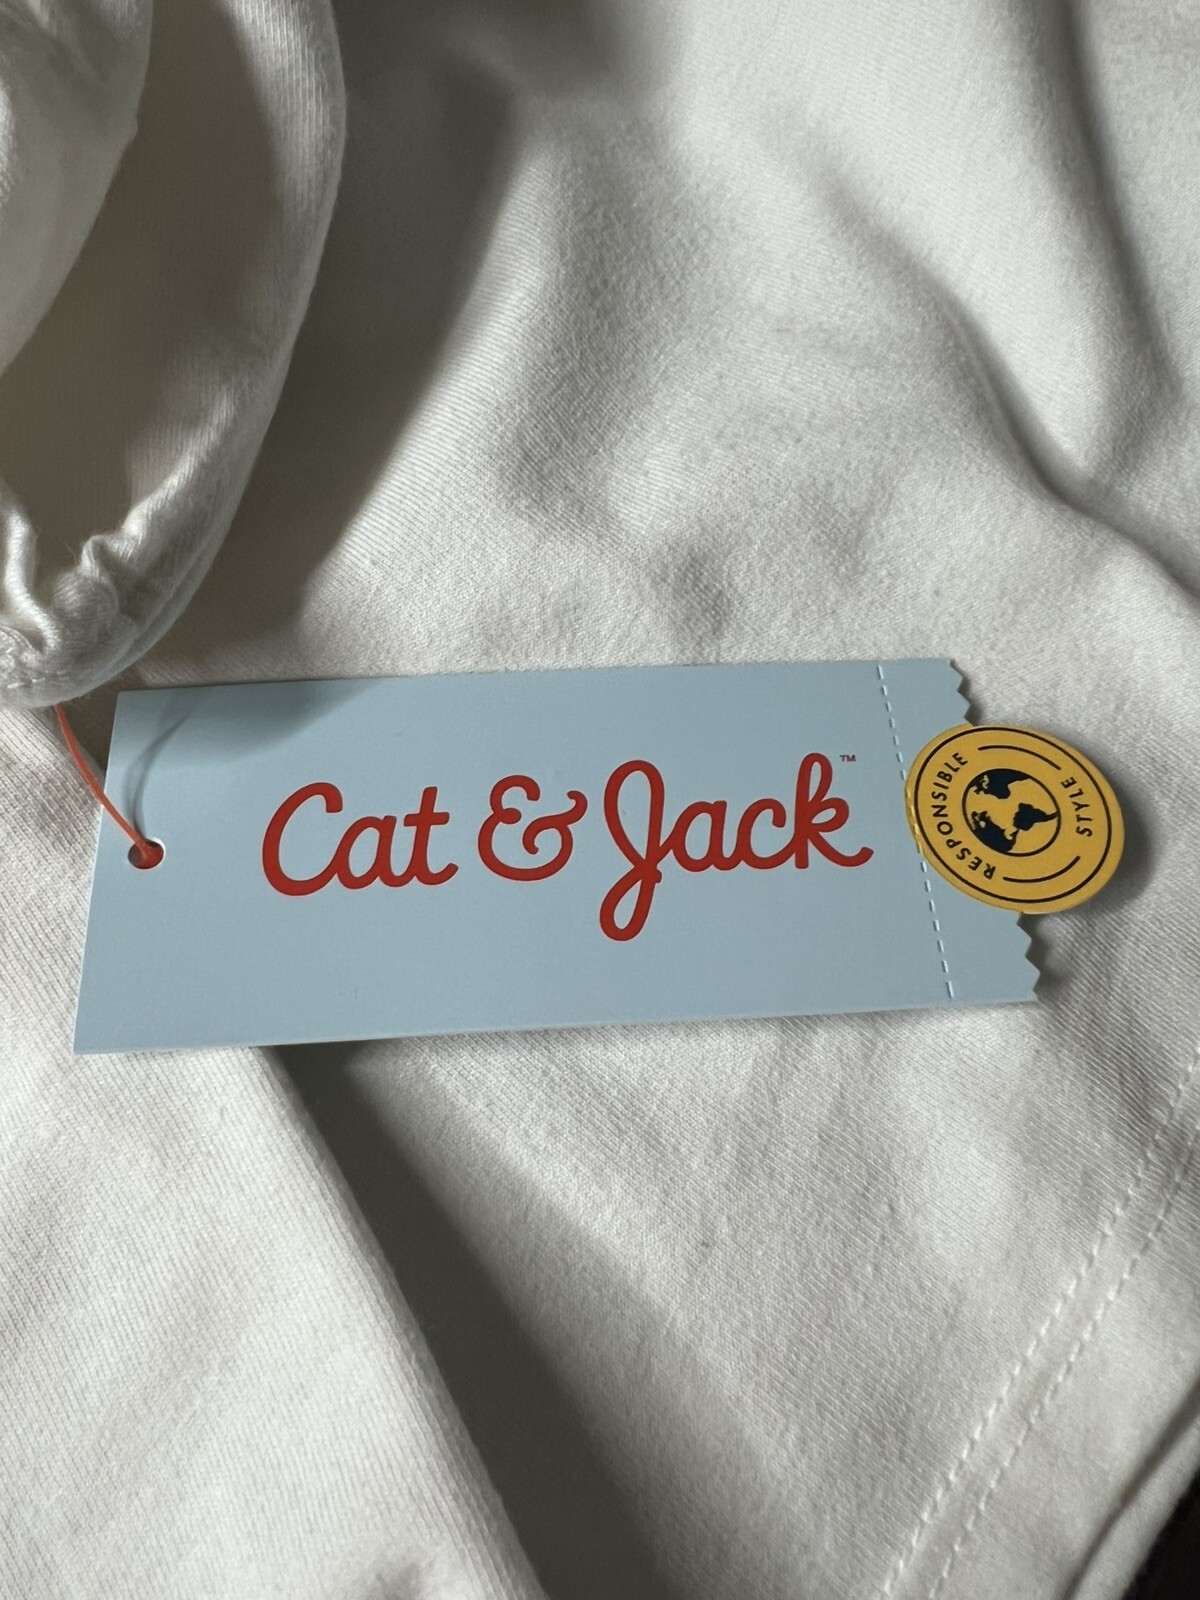 Cat & Jack™
RESPONSIBLE
STYLE